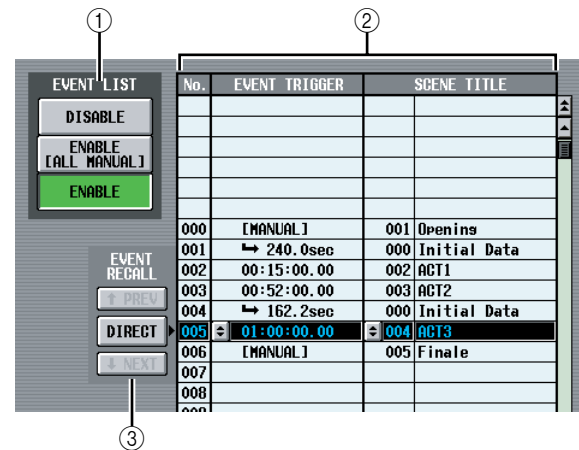 ① ②
EVENT LIST
DISABLE
ENABLE
[ALL MANUAL]
ENABLE
EVENT
RECALL
↑ PREV
DIRECT
↓ NEXT
③
No. EVENT TRIGGER SCENE TITLE
000 [MANUAL] 001 Opening
001 ↪ 240.0sec 000 Initial Data
002 00:15:00.00 002 ACT1
003 00:52:00.00 003 ACT2
004 ↪ 162.2sec 000 Initial Data
005 01:00:00.00 004 ACT3
006 [MANUAL] 005 Finale
007
008